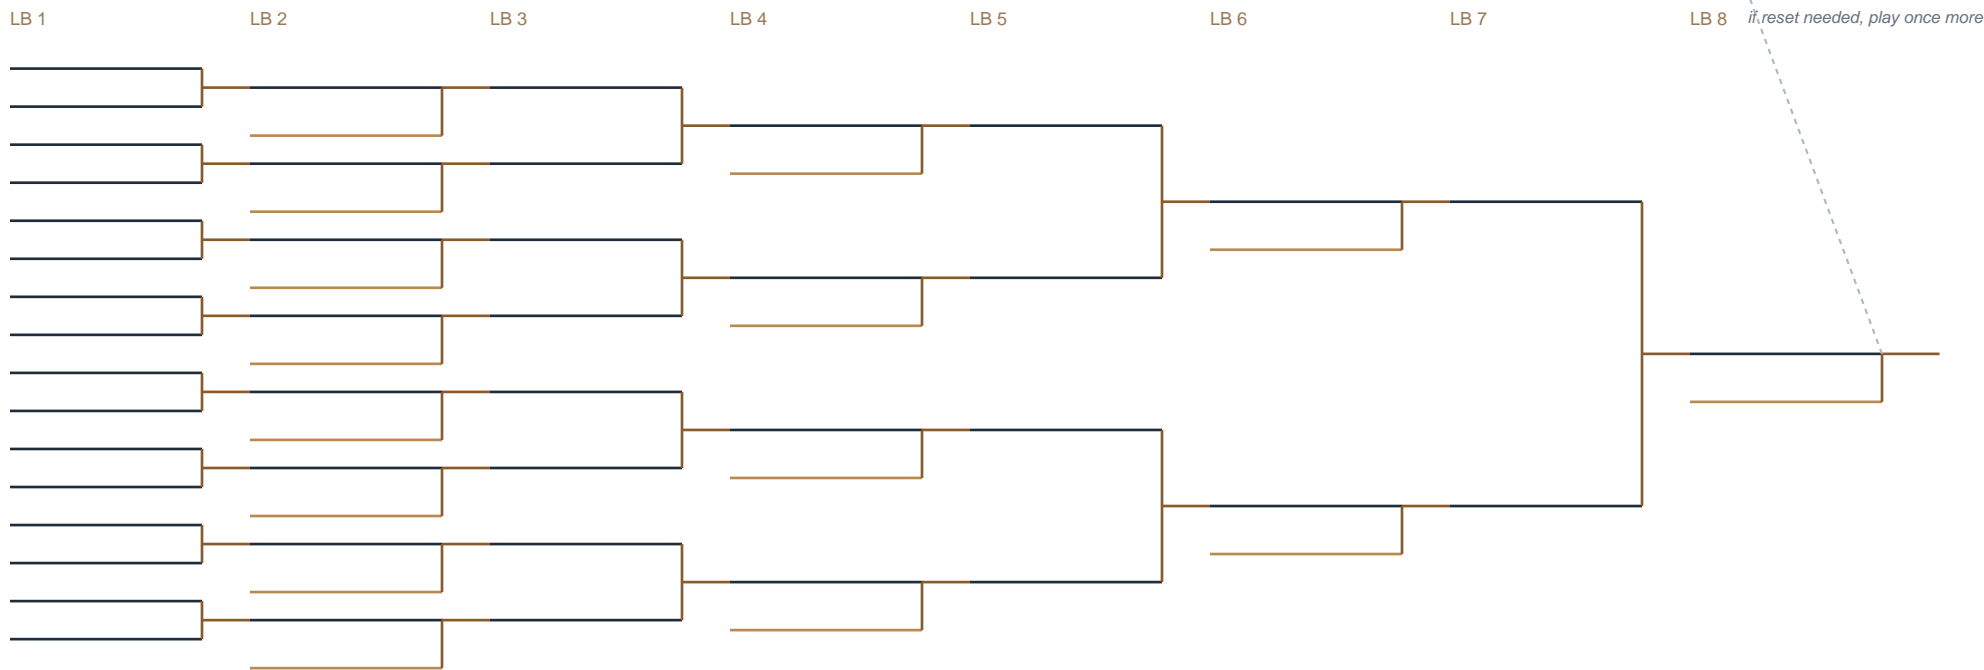 LB 1
LB 2
LB 3
LB 4
LB 5
LB 6
LB 7
LB 8
if reset needed, play once more